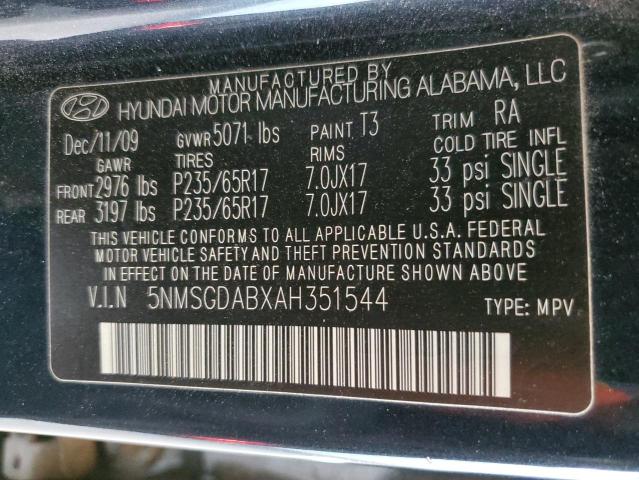 MANUFACTURED BY
HYUNDAI MOTOR MANUFACTURING ALABAMA, LLC
Dec/11/09 GVWR 5071 lbs PAINT T3 TRIM RA
GAWR TIRES RIMS COLD TIRE INFL
FRONT 2976 lbs P235/65R17 7.0JX17 33 psi SINGLE
REAR 3197 lbs P235/65R17 7.0JX17 33 psi SINGLE
THIS VEHICLE CONFORMS TO ALL APPLICABLE U.S.A. FEDERAL
MOTOR VEHICLE SAFETY AND THEFT PREVENTION STANDARDS
IN EFFECT ON THE DATE OF MANUFACTURE SHOWN ABOVE.
V.I.N 5NMSGDABXAH351544 TYPE: MPV